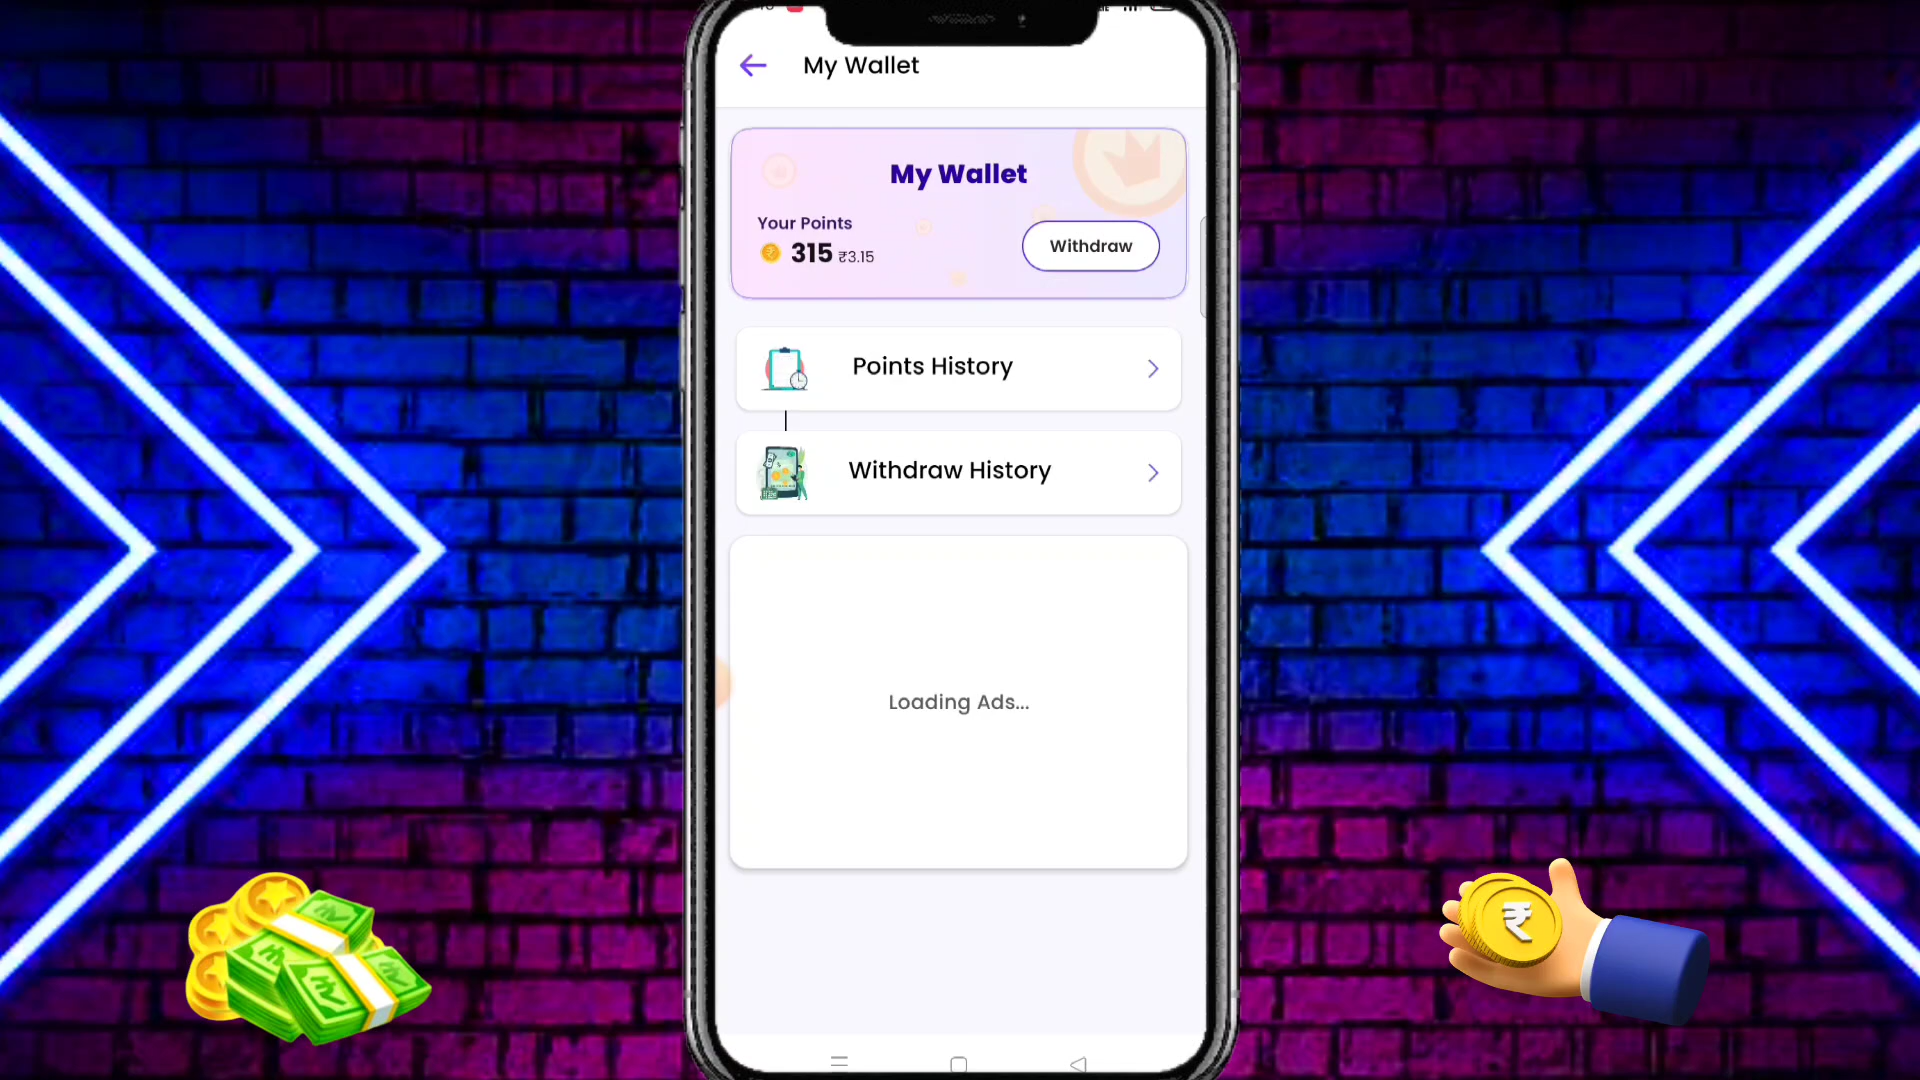 My Wallet
My Wallet
Your Points
315 ₹3.15
Withdraw
Points History
Withdraw History
Loading Ads...
₹